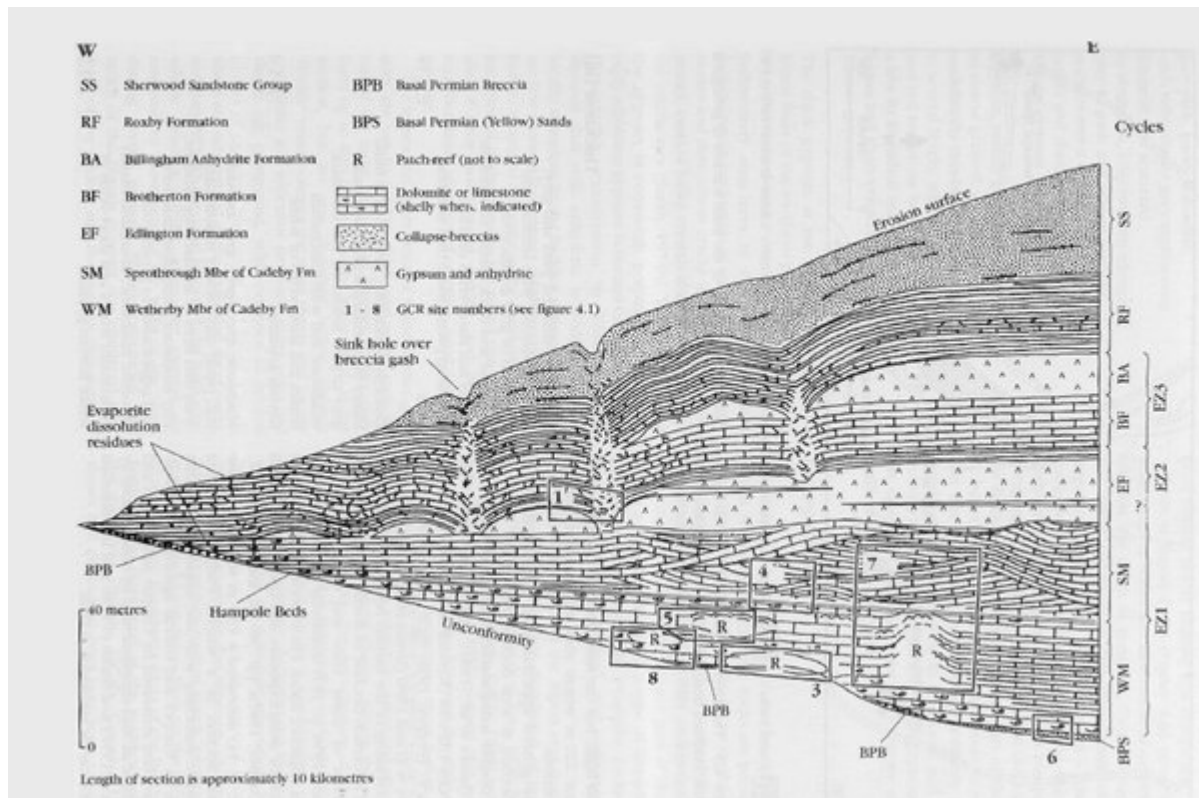 W
E
SS Sherwood Sandstone Group
RF Roxby Formation
BA Billingham Anhydrite Formation
BF Brotherton Formation
EF Edlington Formation
SM Sprotbrough Mbr of Cadeby Fm
WM Wetherby Mbr of Cadeby Fm
BPB Basal Permian Breccia
BPS Basal Permian (Yellow) Sands
R Patch-reef (not to scale)
Dolomite or limestone
(shelly where indicated)
Collapse-breccias
Gypsum and anhydrite
1 - 8 GCR site numbers (see figure 4.1)
Cycles
Erosion surface
Sink hole over
breccia gash
Evaporite
dissolution
residues
SS
RF
BA
BF
EF
SM
WM
BPS
EZ3
EZ2
?
EZ1
1
4
7
5
R
R
R
R
8
3
6
BPB
Hampole Beds
Unconformity
BPB
BPB
40 metres
0
Length of section is approximately 10 kilometres